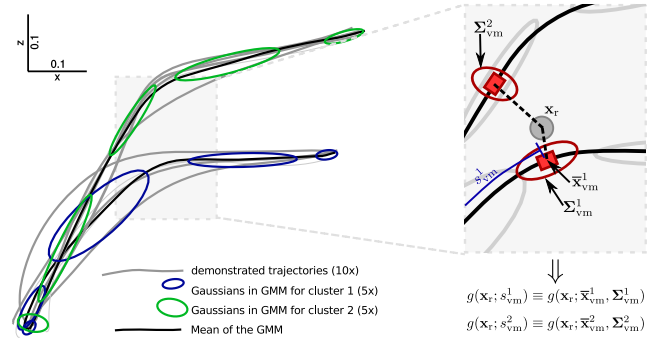 z
0.1
0.1
x
Σ²vm
xr
s¹vm
x̅¹vm
Σ¹vm
demonstrated trajectories (10x)
Gaussians in GMM for cluster 1 (5x)
Gaussians in GMM for cluster 2 (5x)
Mean of the GMM
⇓
g(xr; s¹vm) ≡ g(xr; x̅¹vm, Σ¹vm)
g(xr; s²vm) ≡ g(xr; x̅²vm, Σ²vm)